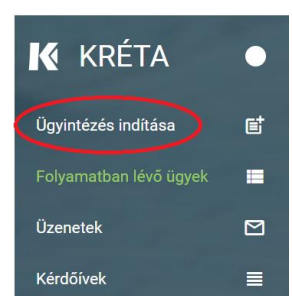 KRÉTA
Ügyintézés indítása
Folyamatban lévő ügyek
Üzenetek
Kérdőívek